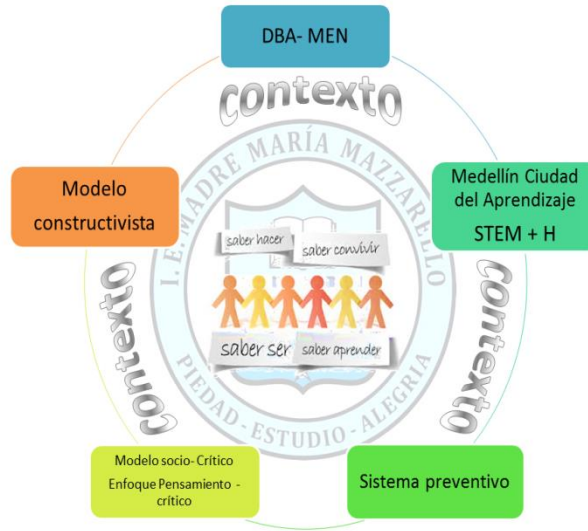 DBA- MEN
contexto
I. E. MADRE MARÍA MAZZARELLO
Modelo
constructivista
Medellín Ciudad
del Aprendizaje
STEM + H
saber hacer
saber convivir
contexto
contexto
saber ser
saber aprender
PIEDAD - ESTUDIO - ALEGRIA
Modelo socio- Crítico
Enfoque Pensamiento -
crítico
Sistema preventivo